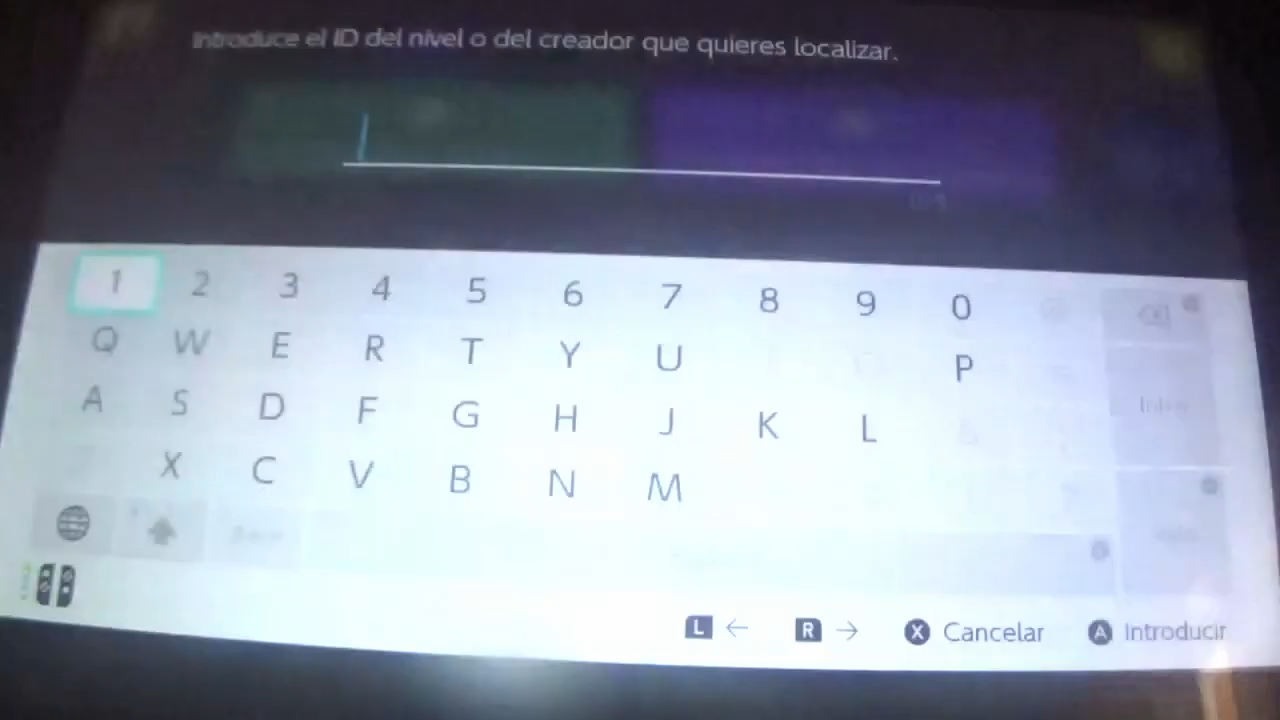 Introduce el ID del nivel o del creador que quieres localizar.
1 2 3 4 5 6 7 8 9 0
Q W E R T Y U P
A S D F G H J K L
X C V B N M
L ← R → X Cancelar A Introducir